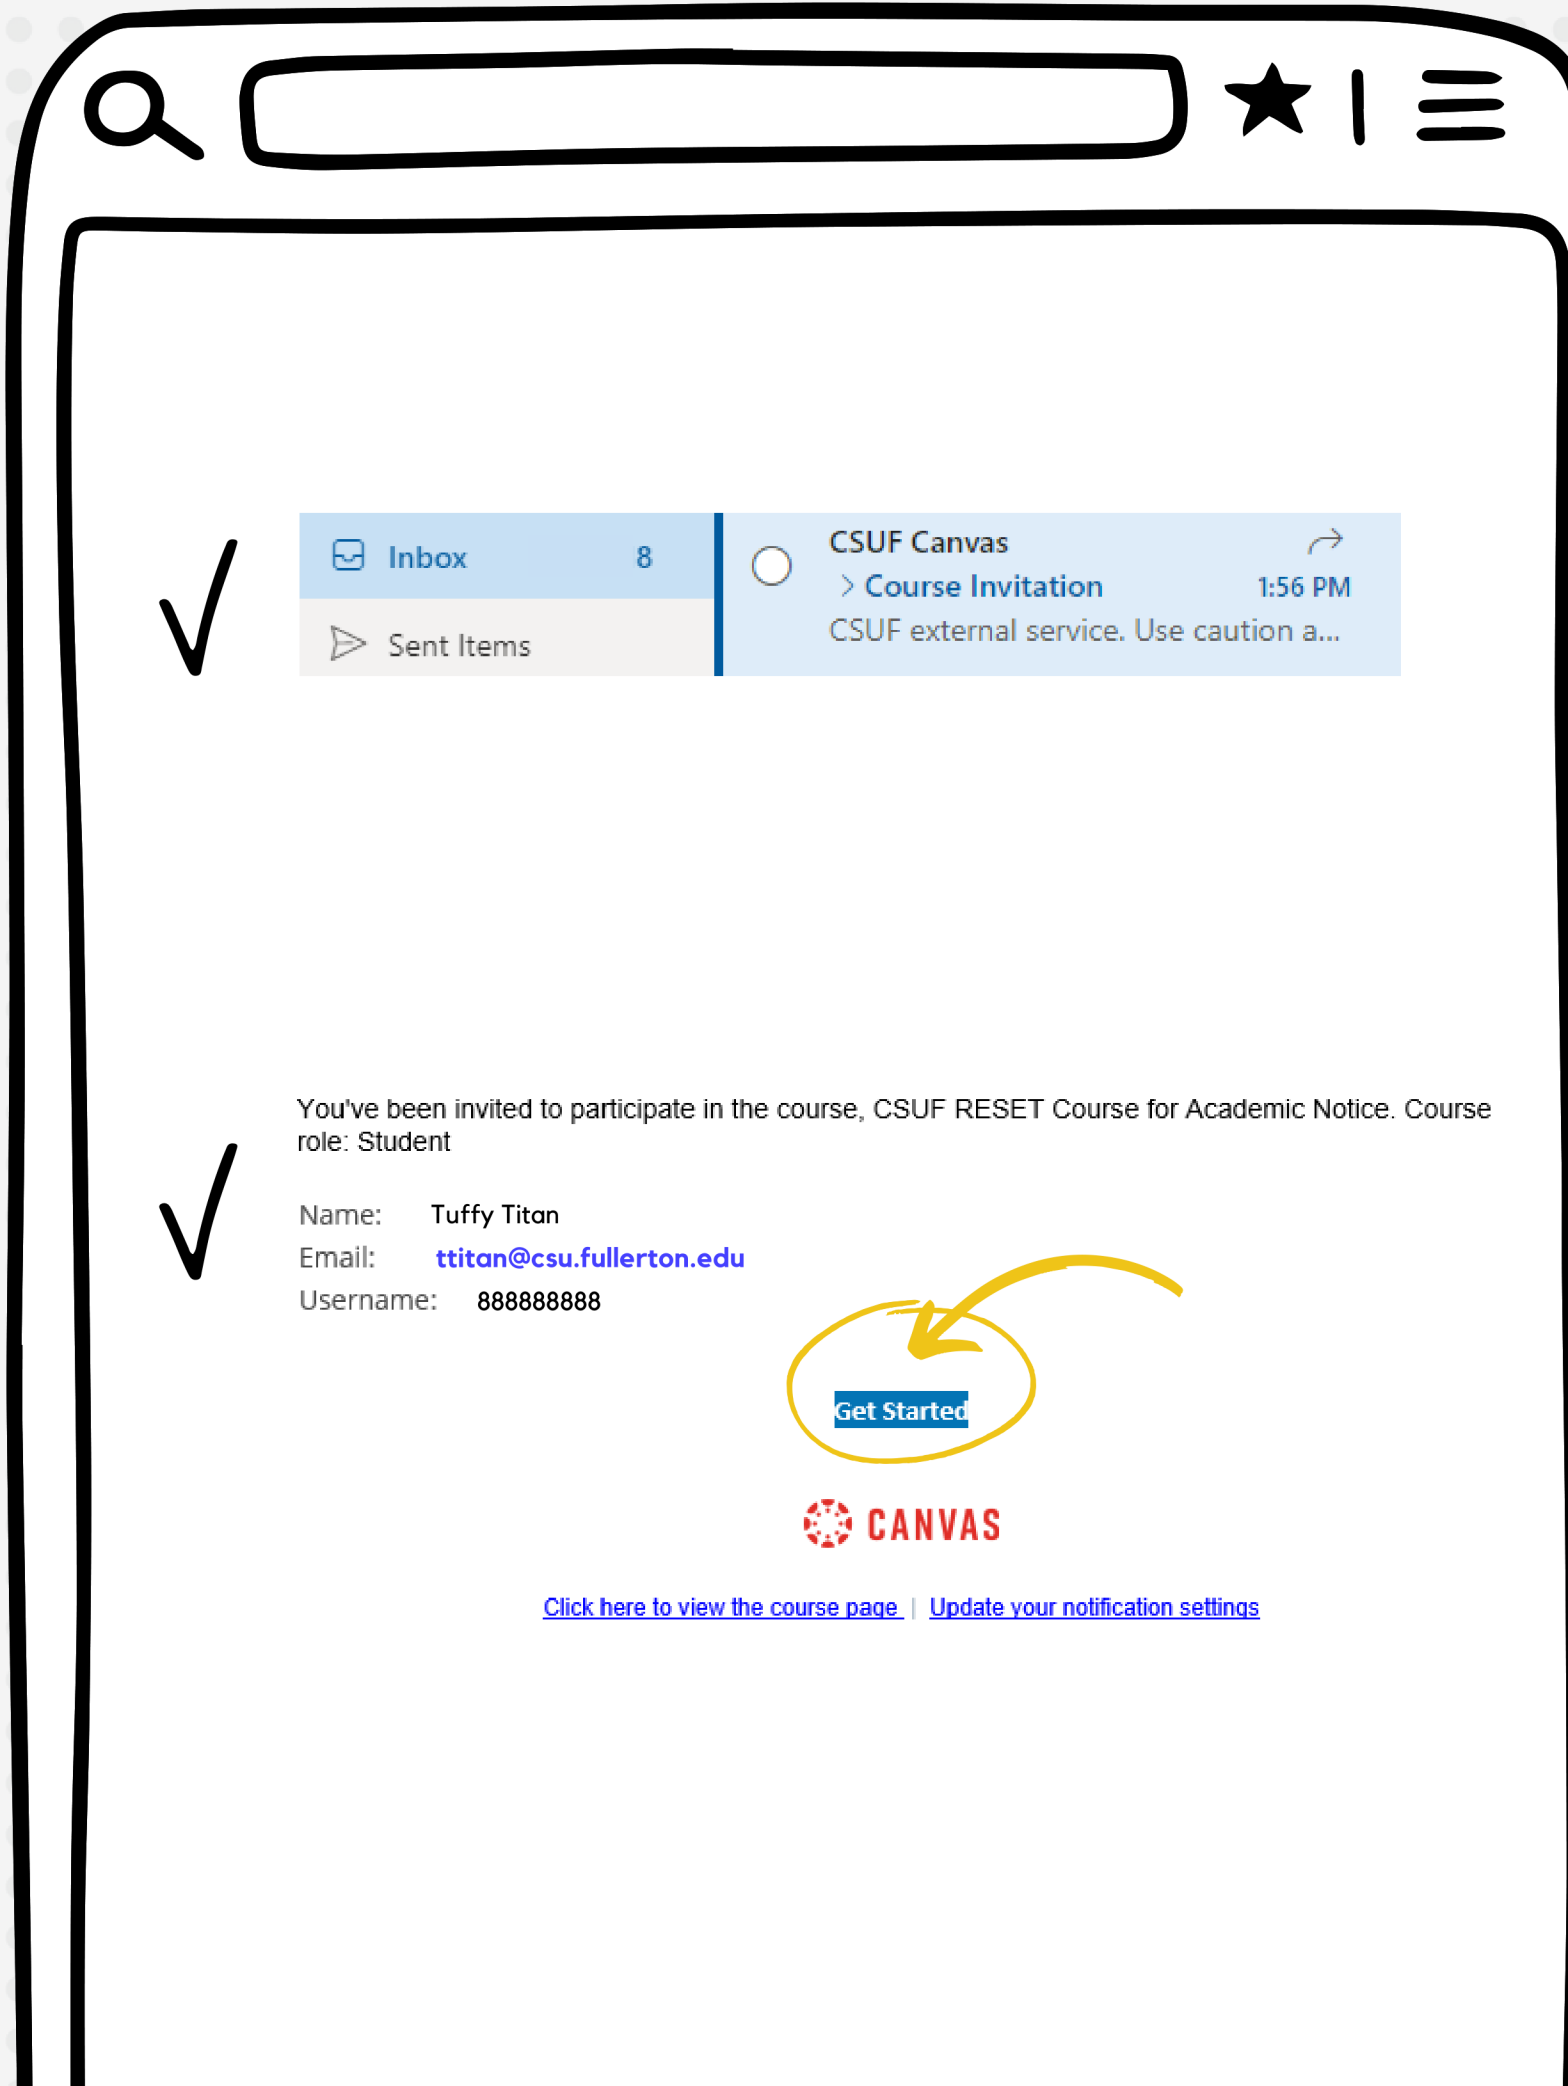 Inbox 8
Sent Items
CSUF Canvas
> Course Invitation 1:56 PM
CSUF external service. Use caution a...
You've been invited to participate in the course, CSUF RESET Course for Academic Notice. Course
role: Student
Name: Tuffy Titan
Email: ttitan@csu.fullerton.edu
Username: 888888888
Get Started
CANVAS
Click here to view the course page | Update your notification settings